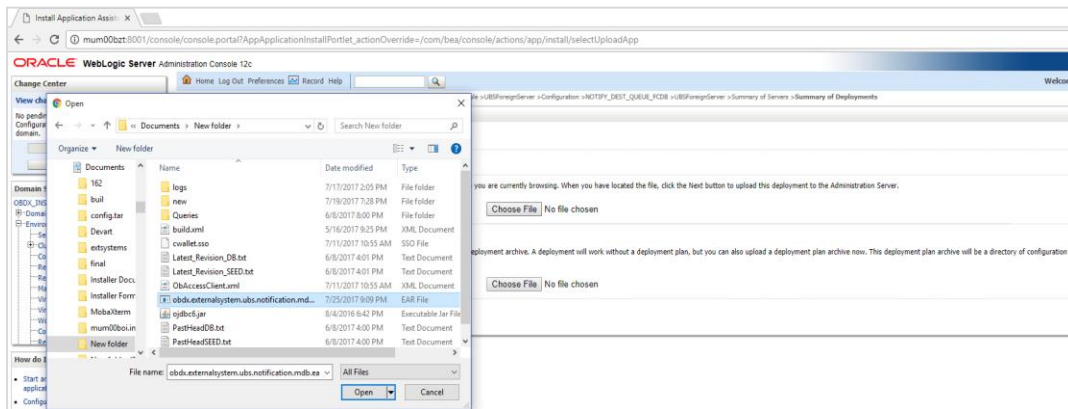 Install Application Assist
mum00bzt:8001/console/console.portal?AppApplicationInstallPortlet_actionOverride=/com/bea/console/actions/app/install/selectUploadApp
ORACLE WebLogic Server Administration Console 12c
Change Center
Home Log Out Preferences Record Help
Welco
View cha
>UBSForeignServer >Configuration >NOTIFY_DEST_QUEUE_FCDB >UBSForeignServer >Summary of Servers >Summary of Deployments
No pendin
Configura
domain.
Open
Documents > New folder >
Search New folder
Organize
New folder
Documents
162
buil
config.tar
Devart
extsystems
final
Installer Docu
Installer Form
MobaXterm
mum00boi.in
New folder
Name Date modified Type
logs 7/17/2017 2:05 PM File folder
new 7/19/2017 7:28 PM File folder
Queries 6/8/2017 8:00 PM File folder
build.xml 5/16/2017 9:25 PM XML Document
cwallet.sso 7/11/2017 10:55 AM SSO File
Latest_Revision_DB.txt 6/8/2017 4:01 PM Text Document
Latest_Revision_SEED.txt 6/8/2017 4:01 PM Text Document
ObAccessClient.xml 7/11/2017 10:55 AM XML Document
obdx.externalsystem.ubs.notification.md... 7/25/2017 9:09 PM EAR File
ojdbc6.jar 8/4/2016 6:42 PM Executable Jar File
PastHeadDB.txt 6/8/2017 4:00 PM Text Document
PastHeadSEED.txt 6/8/2017 4:00 PM Text Document
File name: obdx.externalsystem.ubs.notification.mdb.ea
All Files
Open
Cancel
you are currently browsing. When you have located the file, click the Next button to upload this deployment to the Administration Server.
Choose File No file chosen
eployment archive. A deployment will work without a deployment plan, but you can also upload a deployment plan archive now. This deployment plan archive will be a directory of configuration
Choose File No file chosen
Domain S
OBDX_INS
Domai
Enviro
Se
Clu
Co
Re
Re
Ma
Vir
Vir
Wo
Co
Re
How do I
Start an
applicat
Configu